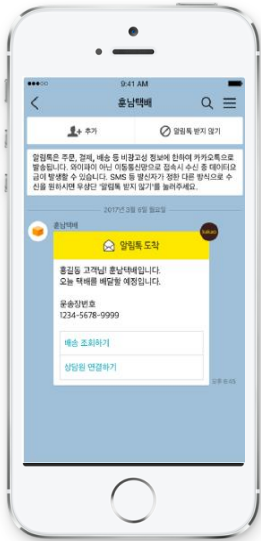 9:41 AM
훈남택배
추가
알림톡 받지 않기
알림톡은 주문, 결제, 배송 등 비광고성 정보에 한하여 카카오톡으로
발송됩니다. 와이파이 아닌 이동통신망으로 접속시 수신 중 데이터요
금이 발생할 수 있습니다. SMS 등 발신자가 정한 다른 방식으로 수
신을 원하시면 우상단 '알림톡 받지 않기'를 눌러주세요.
2017년 3월 6일 월요일
훈남택배
kakao
알림톡 도착
홍길동 고객님! 훈남택배입니다.
오늘 택배를 배달할 예정입니다.
운송장번호
1234-5678-9999
배송 조회하기
상담원 연결하기